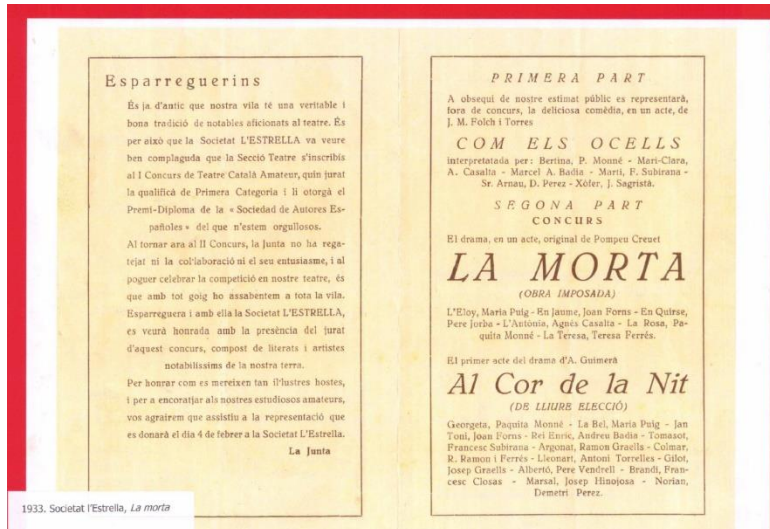 Esparreguerins
És ja d'antic que nostra vila té una veritable i
bona tradició de notables aficionats al teatre. És
per això que la Societat L'ESTRELLA va veure
ben complaguda que la Secció Teatre s'inscribís
al I Concurs de Teatre Català Amateur, quin jurat
la qualificà de Primera Categoria i li otorgà el
Premi-Diploma de la « Sociedad de Autores Es-
pañoles » del que n'estem orgullosos.
Al tornar ara al II Concurs, la Junta no ha rega-
tejat ni la col·laboració ni el seu entusiasme, i al
poguer celebrar la competició en nostre teatre, és
que amb tot goig ho assabentem a tota la vila.
Esparreguera i amb ella la Societat L'ESTRELLA,
es veurà honrada amb la presència del jurat
d'aquest concurs, compost de literats i artistes
notabilíssims de la nostra terra.
Per honrar com es mereixen tan il'lustres hostes,
i per a encoratjar als nostres estudiosos amateurs,
vos agrairem que assistiu a la representació que
es donarà el dia 4 de febrer a la Societat L'Estrella.
La Junta
PRIMERA PART
A obsequi de nostre estimat públic es representarà,
fora de concurs, la deliciosa comèdia, en un acte, de
J. M. Folch i Torres
COM ELS OCELLS
interpretatada per: Bertina, P. Monné - Mari-Clara,
A. Casalta - Marcel A. Badia - Martí, F. Subirana -
Sr. Arnau, D. Perez - Xófer, J. Sagristà.
SEGONA PART
CONCURS
El drama, en un acte, original de Pompeu Creuet
LA MORTA
(OBRA IMPOSADA)
L'Eloy, Maria Puig - En Jaume, Joan Forns - En Quirse,
Pere Jorba - L'Antònia, Agnès Casalta - La Rosa, Pa-
quita Monné - La Teresa, Teresa Ferrés.
El primer acte del drama d'A. Guimerà
Al Cor de la Nit
(DE LLIURE ELECCIÓ)
Georgeta, Paquita Monné - La Bel, Maria Puig - Jan
Toni, Joan Forns - Rei Enric, Andreu Badia - Tomasot,
Francesc Subirana - Argonat, Ramon Graells - Colmar,
R. Ramon i Ferrés - Lleonart, Antoni Torrelles - Gilot,
Josep Graells - Albertó, Pere Vendrell - Brandí, Fran-
cesc Closas - Marsal, Josep Hinojosa - Norian,
Demetri Perez.
1933. Societat l'Estrella, La morta